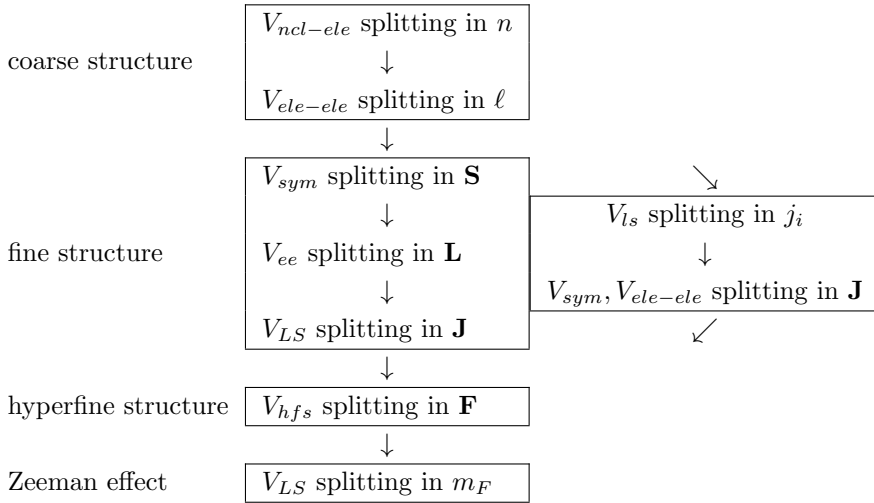 V_{ncl-ele} splitting in n
coarse structure ↓
V_{ele-ele} splitting in ℓ
↓
V_{sym} splitting in S ↘
↓ V_{ls} splitting in j_i
fine structure V_{ee} splitting in L ↓
↓ V_{sym}, V_{ele-ele} splitting in J
V_{LS} splitting in J ↙
↓
hyperfine structure V_{hfs} splitting in F
↓
Zeeman effect V_{LS} splitting in m_F